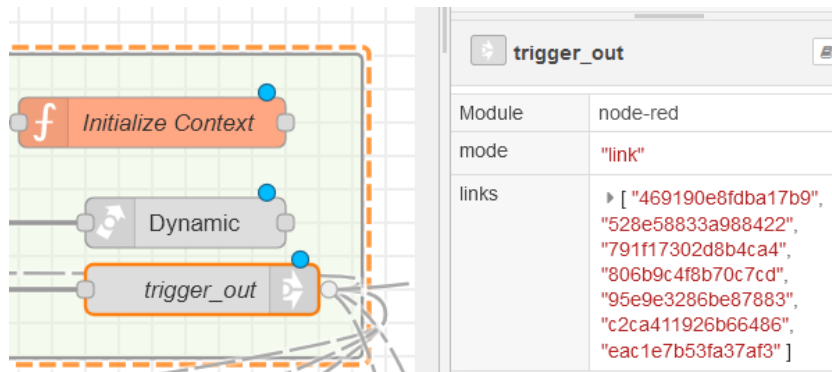 Initialize Context
Dynamic
trigger_out
trigger_out
Module node-red
mode "link"
links [ "469190e8fdba17b9",
"528e58833a988422",
"791f17302d8b4ca4",
"806b9c4f8b70c7cd",
"95e9e3286be87883",
"c2ca411926b66486",
"eac1e7b53fa37af3" ]